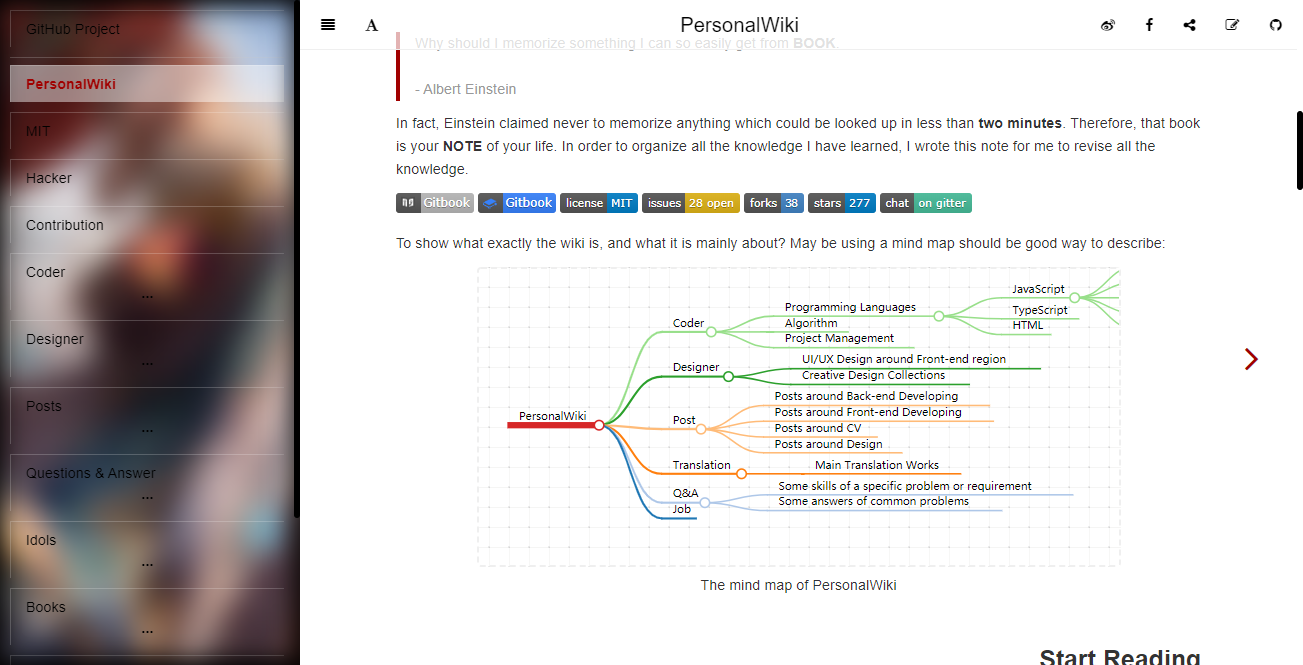 GitHub Project
PersonalWiki
MIT
Hacker
Contribution
Coder
...
Designer
...
Posts
...
Questions & Answer
...
Idols
...
Books
...
A
PersonalWiki
Why should I memorize something I can so easily get from BOOK.
- Albert Einstein
In fact, Einstein claimed never to memorize anything which could be looked up in less than two minutes. Therefore, that book
is your NOTE of your life. In order to organize all the knowledge I have learned, I wrote this note for me to revise all the
knowledge.
Gitbook Gitbook license MIT issues 28 open forks 38 stars 277 chat on gitter
To show what exactly the wiki is, and what it is mainly about? May be using a mind map should be good way to describe:
PersonalWiki
Coder
Programming Languages
JavaScript
TypeScript
HTML
Algorithm
Project Management
Designer
UI/UX Design around Front-end region
Creative Design Collections
Post
Posts around Back-end Developing
Posts around Front-end Developing
Posts around CV
Posts around Design
Translation
Main Translation Works
Q&A
Some skills of a specific problem or requirement
Some answers of common problems
Job
The mind map of PersonalWiki
Start Reading